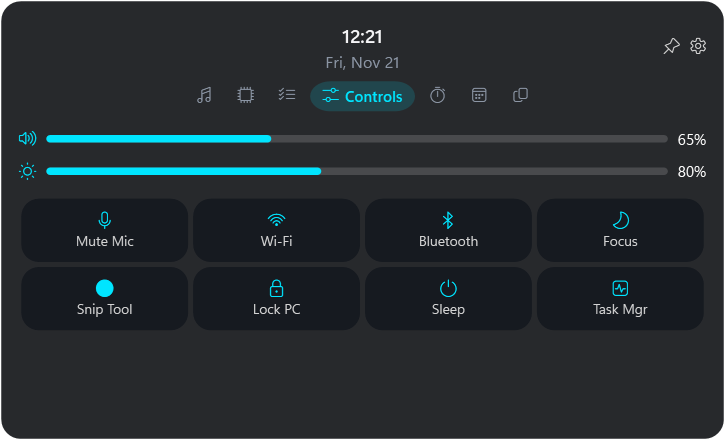 12:21
Fri, Nov 21
Controls
65%
80%
Mute Mic
Wi-Fi
Bluetooth
Focus
Snip Tool
Lock PC
Sleep
Task Mgr